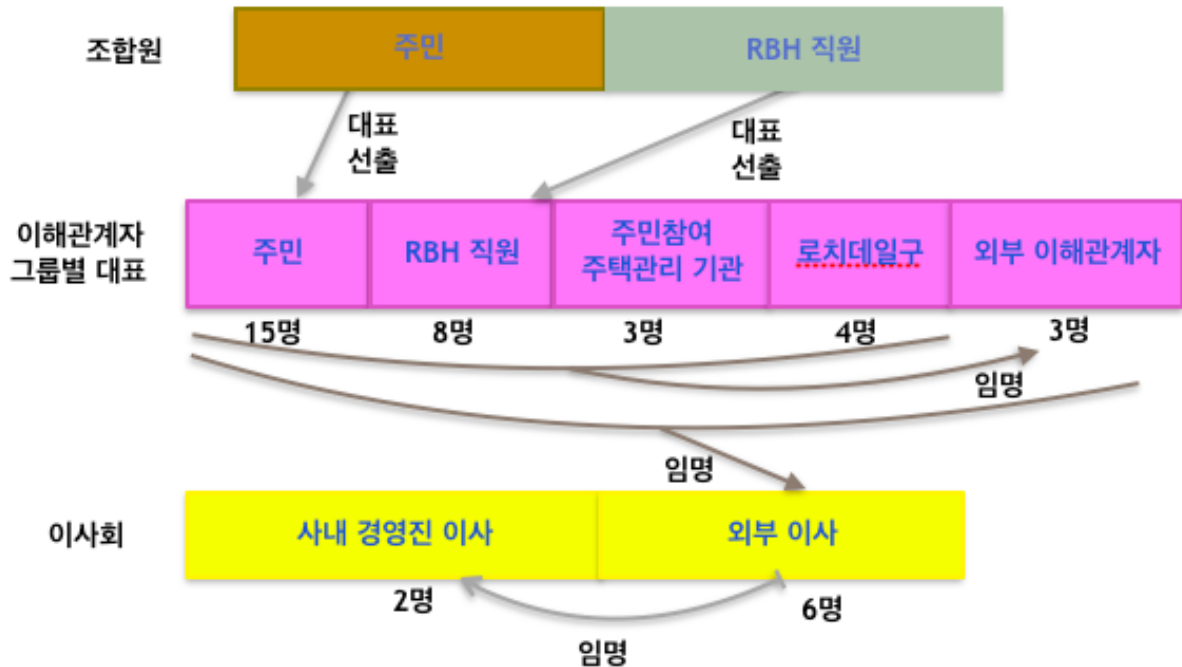 조합원
주민
RBH 직원
대표
선출
대표
선출
이해관계자
그룹별 대표
주민
RBH 직원
주민참여
주택관리 기관
로치데일구
외부 이해관계자
15명
8명
3명
4명
3명
임명
임명
이사회
사내 경영진 이사
외부 이사
2명
6명
임명